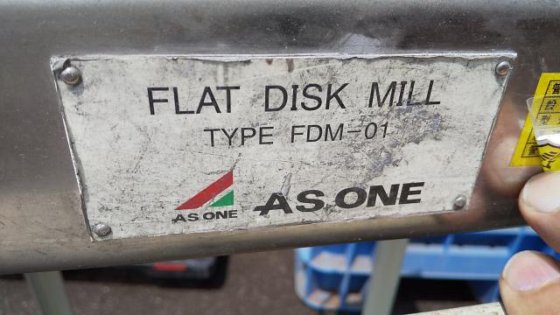 FLAT DISK MILL
TYPE FDM-01
AS ONE
AS ONE